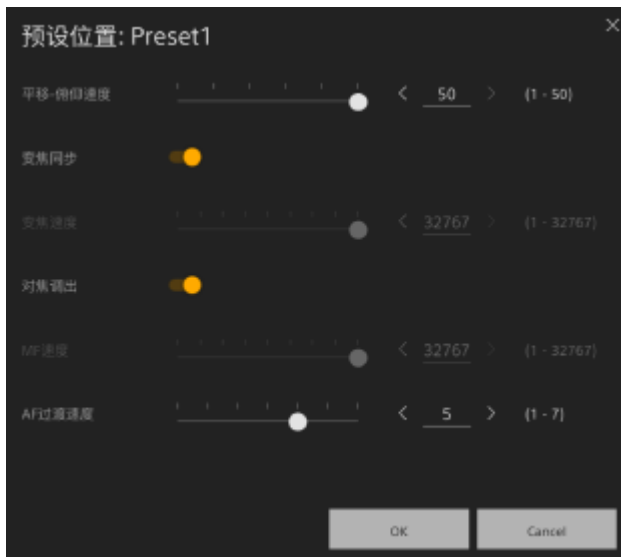 预设位置: Preset1
平移-俯仰速度 < 50 > (1 - 50)
变焦同步
变焦速度 < 32767 > (1 - 32767)
对焦调出
MF速度 < 32767 > (1 - 32767)
AF过渡速度 < 5 > (1 - 7)
OK Cancel